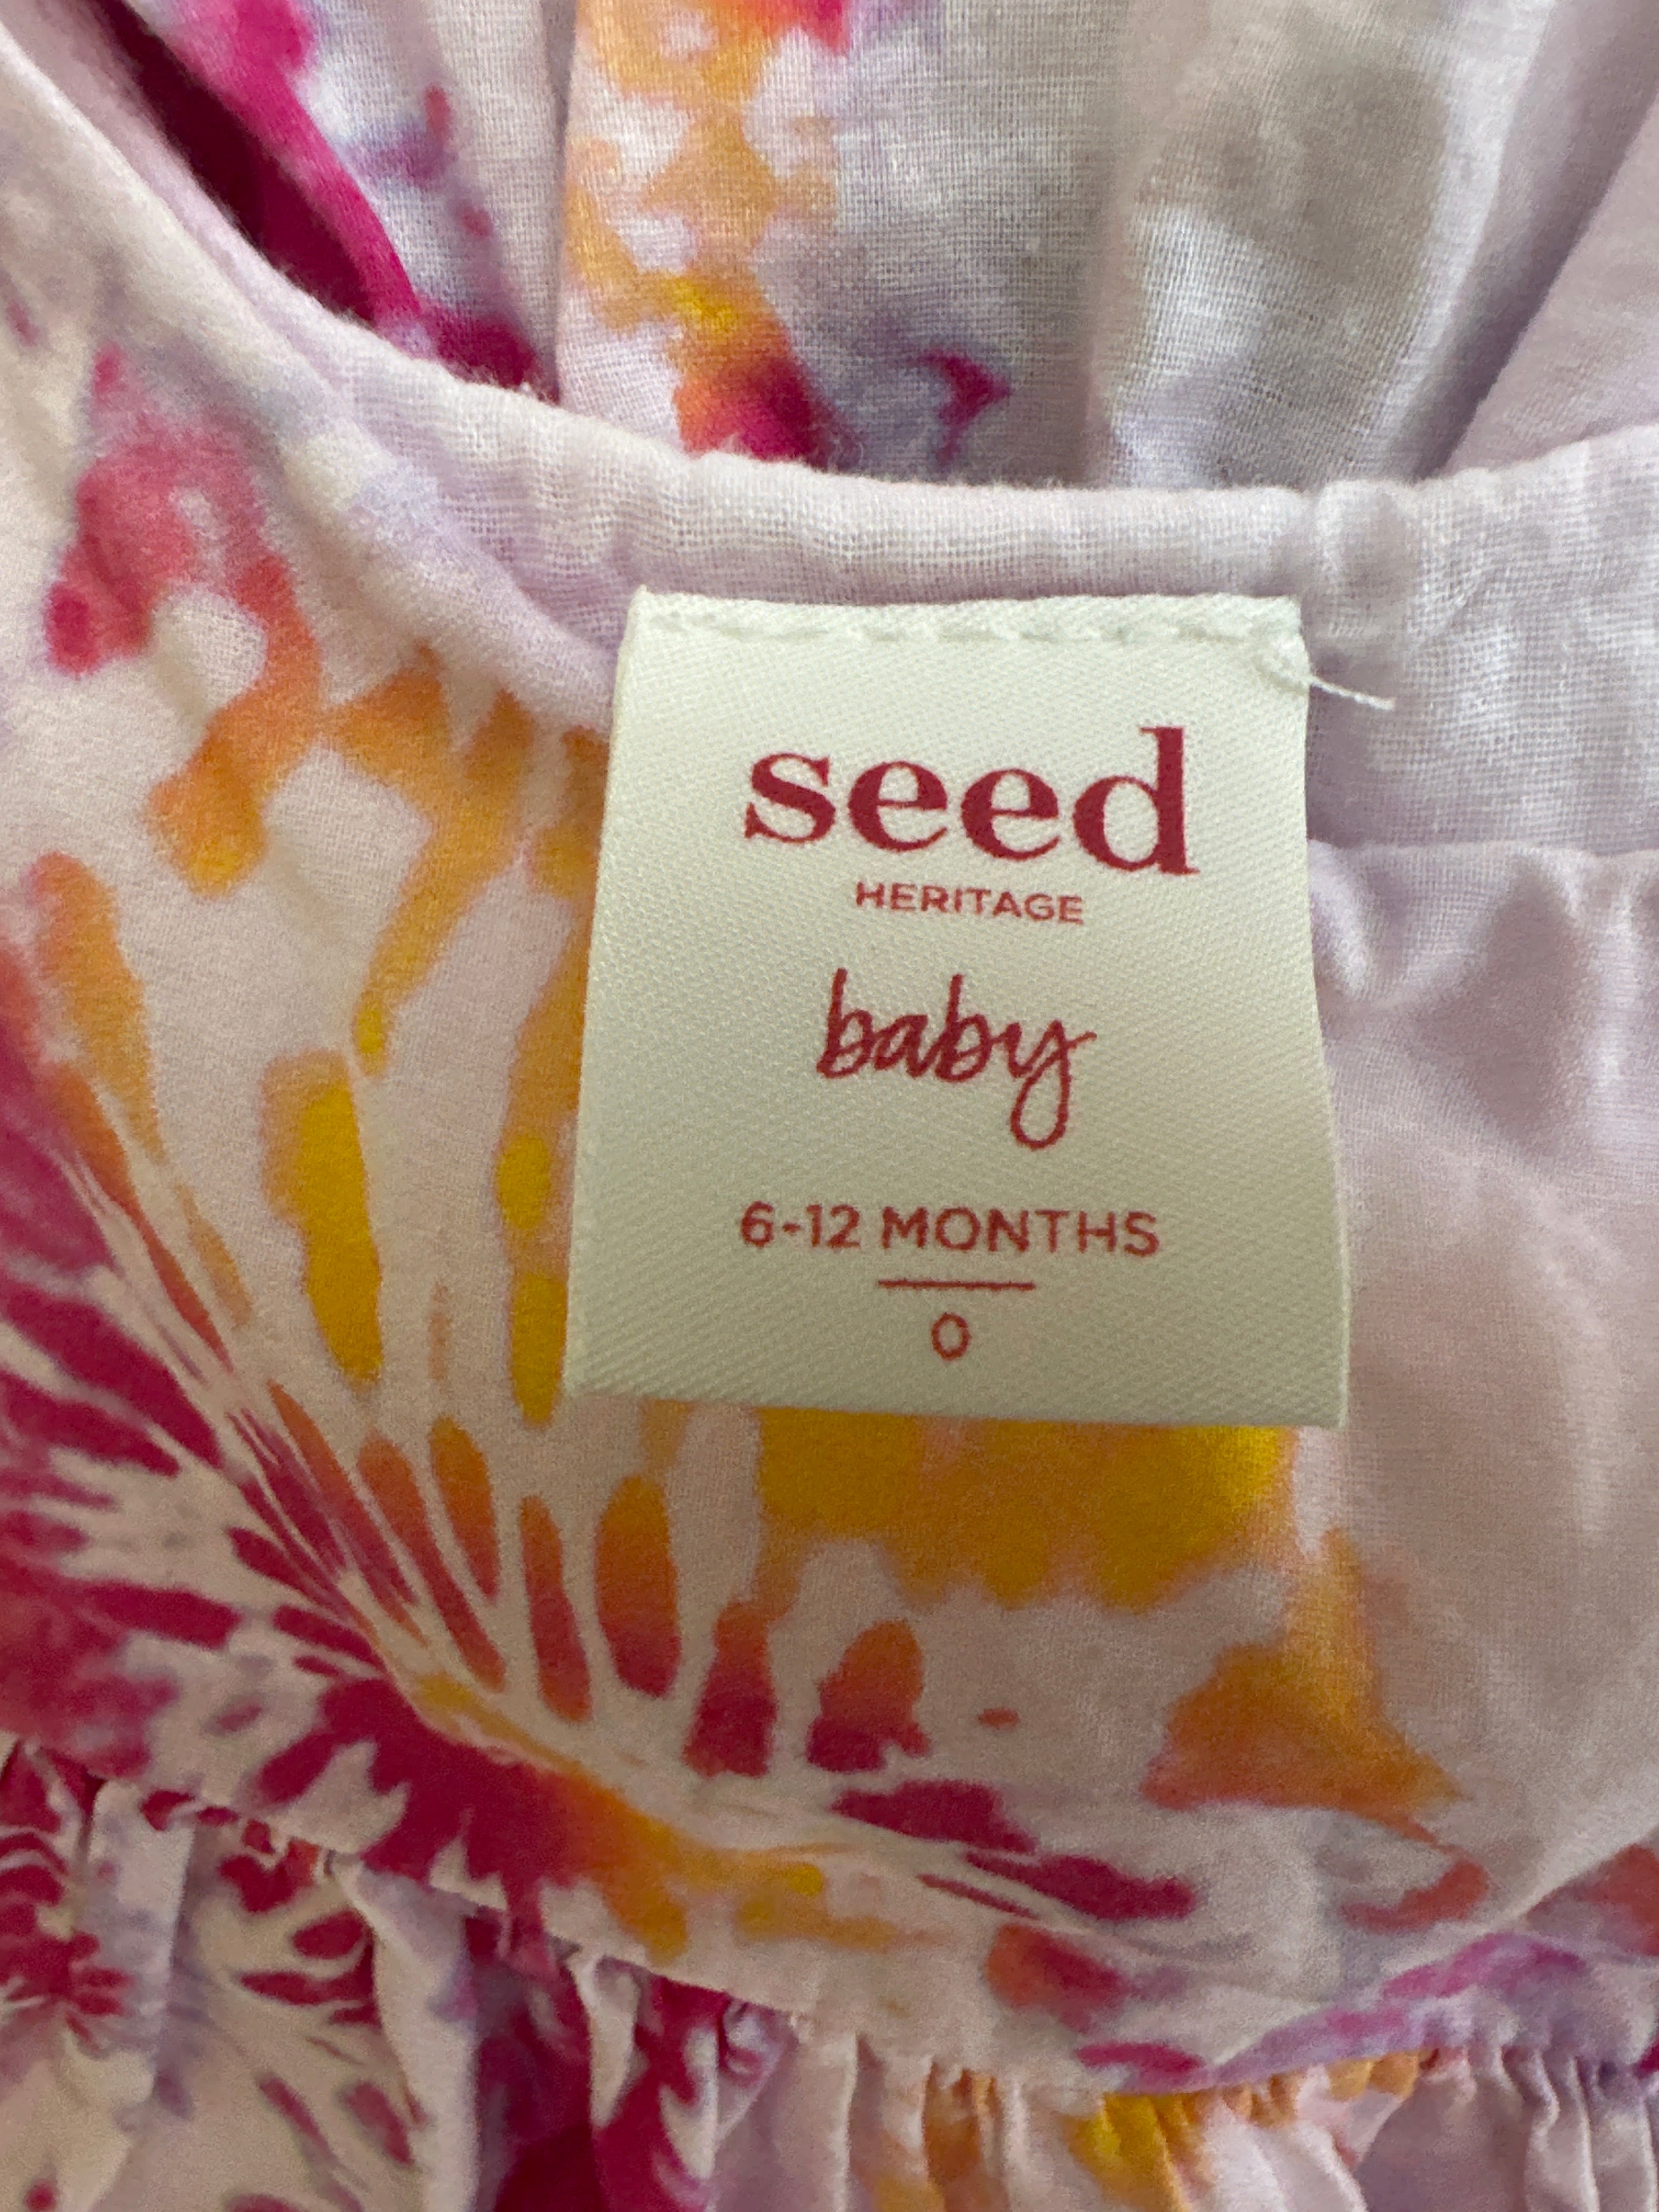 seed
HERITAGE
baby
6-12 MONTHS
0